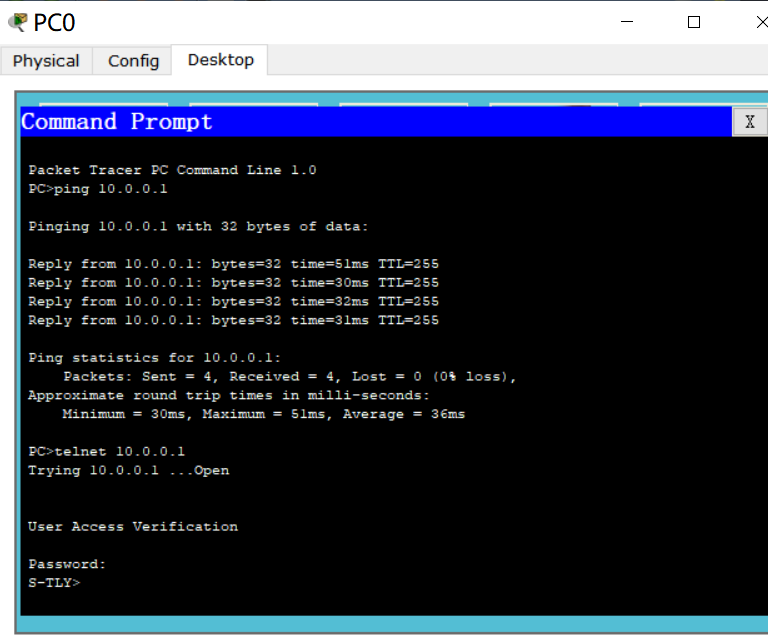 PC0
Physical Config Desktop
Command Prompt
X
Packet Tracer PC Command Line 1.0
PC>ping 10.0.0.1
Pinging 10.0.0.1 with 32 bytes of data:
Reply from 10.0.0.1: bytes=32 time=51ms TTL=255
Reply from 10.0.0.1: bytes=32 time=30ms TTL=255
Reply from 10.0.0.1: bytes=32 time=32ms TTL=255
Reply from 10.0.0.1: bytes=32 time=31ms TTL=255
Ping statistics for 10.0.0.1:
Packets: Sent = 4, Received = 4, Lost = 0 (0% loss),
Approximate round trip times in milli-seconds:
Minimum = 30ms, Maximum = 51ms, Average = 36ms
PC>telnet 10.0.0.1
Trying 10.0.0.1 ...Open
User Access Verification
Password:
S-TLY>